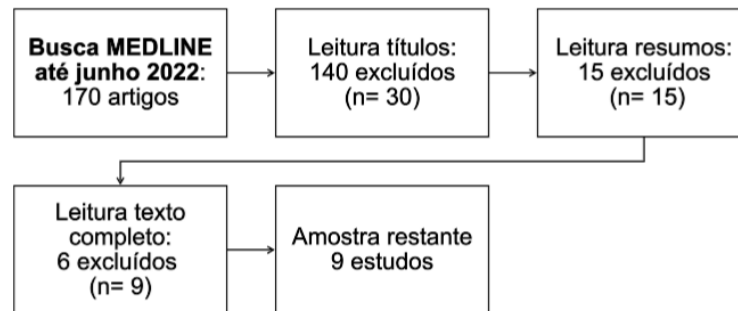 Busca MEDLINE
até junho 2022:
170 artigos
Leitura títulos:
140 excluídos
(n= 30)
Leitura resumos:
15 excluídos
(n= 15)
Leitura texto
completo:
6 excluídos
(n= 9)
Amostra restante
9 estudos